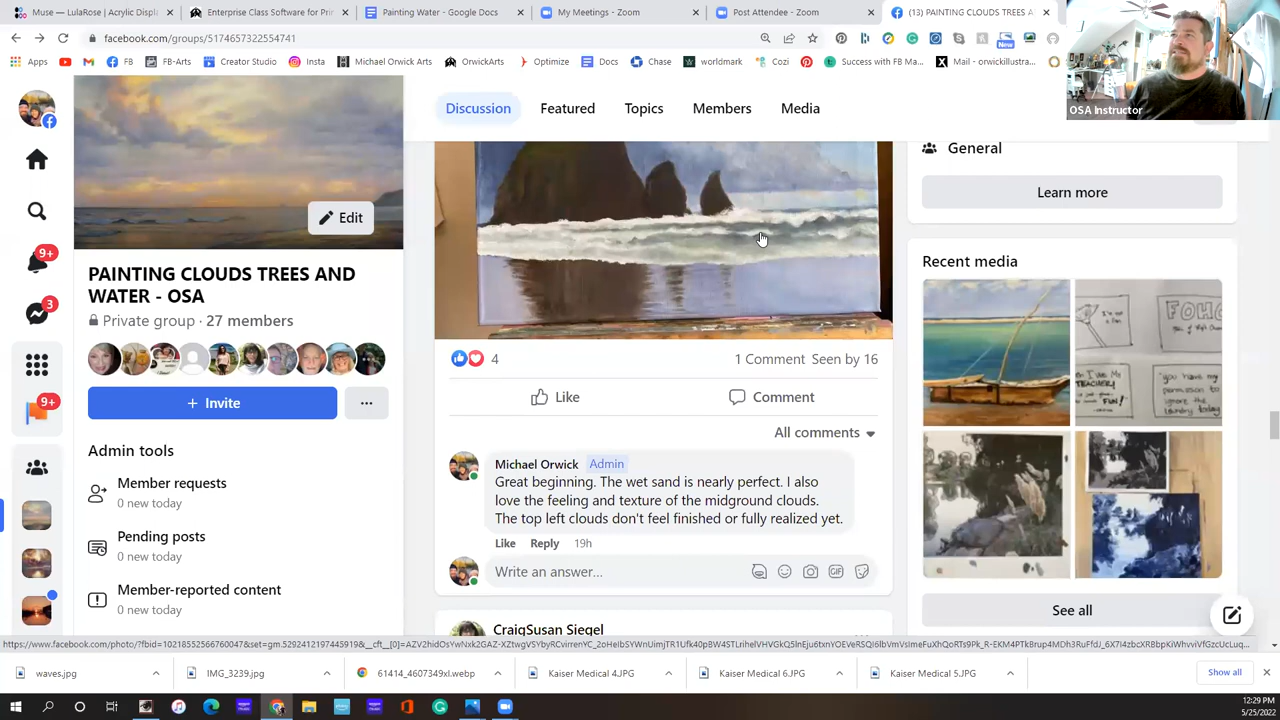 Muse — LulaRose | Acrylic Displ
Enterprise Class Software for Prin
Painting Water - Google Docs
My Meetings - Zoom
Post Attendee - Zoom
(13) PAINTING CLOUDS TREES A
facebook.com/groups/5174657322554741
New
Apps
FB
FB-Arts
Creator Studio
Insta
Michael Orwick Arts
OrwickArts
Optimize
Docs
Chase
worldmark
Cozi
Success with FB Ma...
Mail - orwickillustra...
OSA Instructor
Discussion
Featured
Topics
Members
Media
Edit
PAINTING CLOUDS TREES AND
WATER - OSA
Private group · 27 members
+ Invite
...
Admin tools
Member requests
0 new today
Pending posts
0 new today
Member-reported content
0 new today
9+
3
9+
4
1 Comment Seen by 16
Like
Comment
All comments
Michael Orwick Admin
Great beginning. The wet sand is nearly perfect. I also
love the feeling and texture of the midground clouds.
The top left clouds don't feel finished or fully realized yet.
Like Reply 19h
Write an answer...
GIF
CraigSusan Siegel
General
Learn more
Recent media
See all
waves.jpg
IMG_3239.jpg
61414_4607349xl.webp
Kaiser Medical 4.JPG
Kaiser Medical 6.JPG
Kaiser Medical 5.JPG
Show all
12:29 PM
5/25/2022